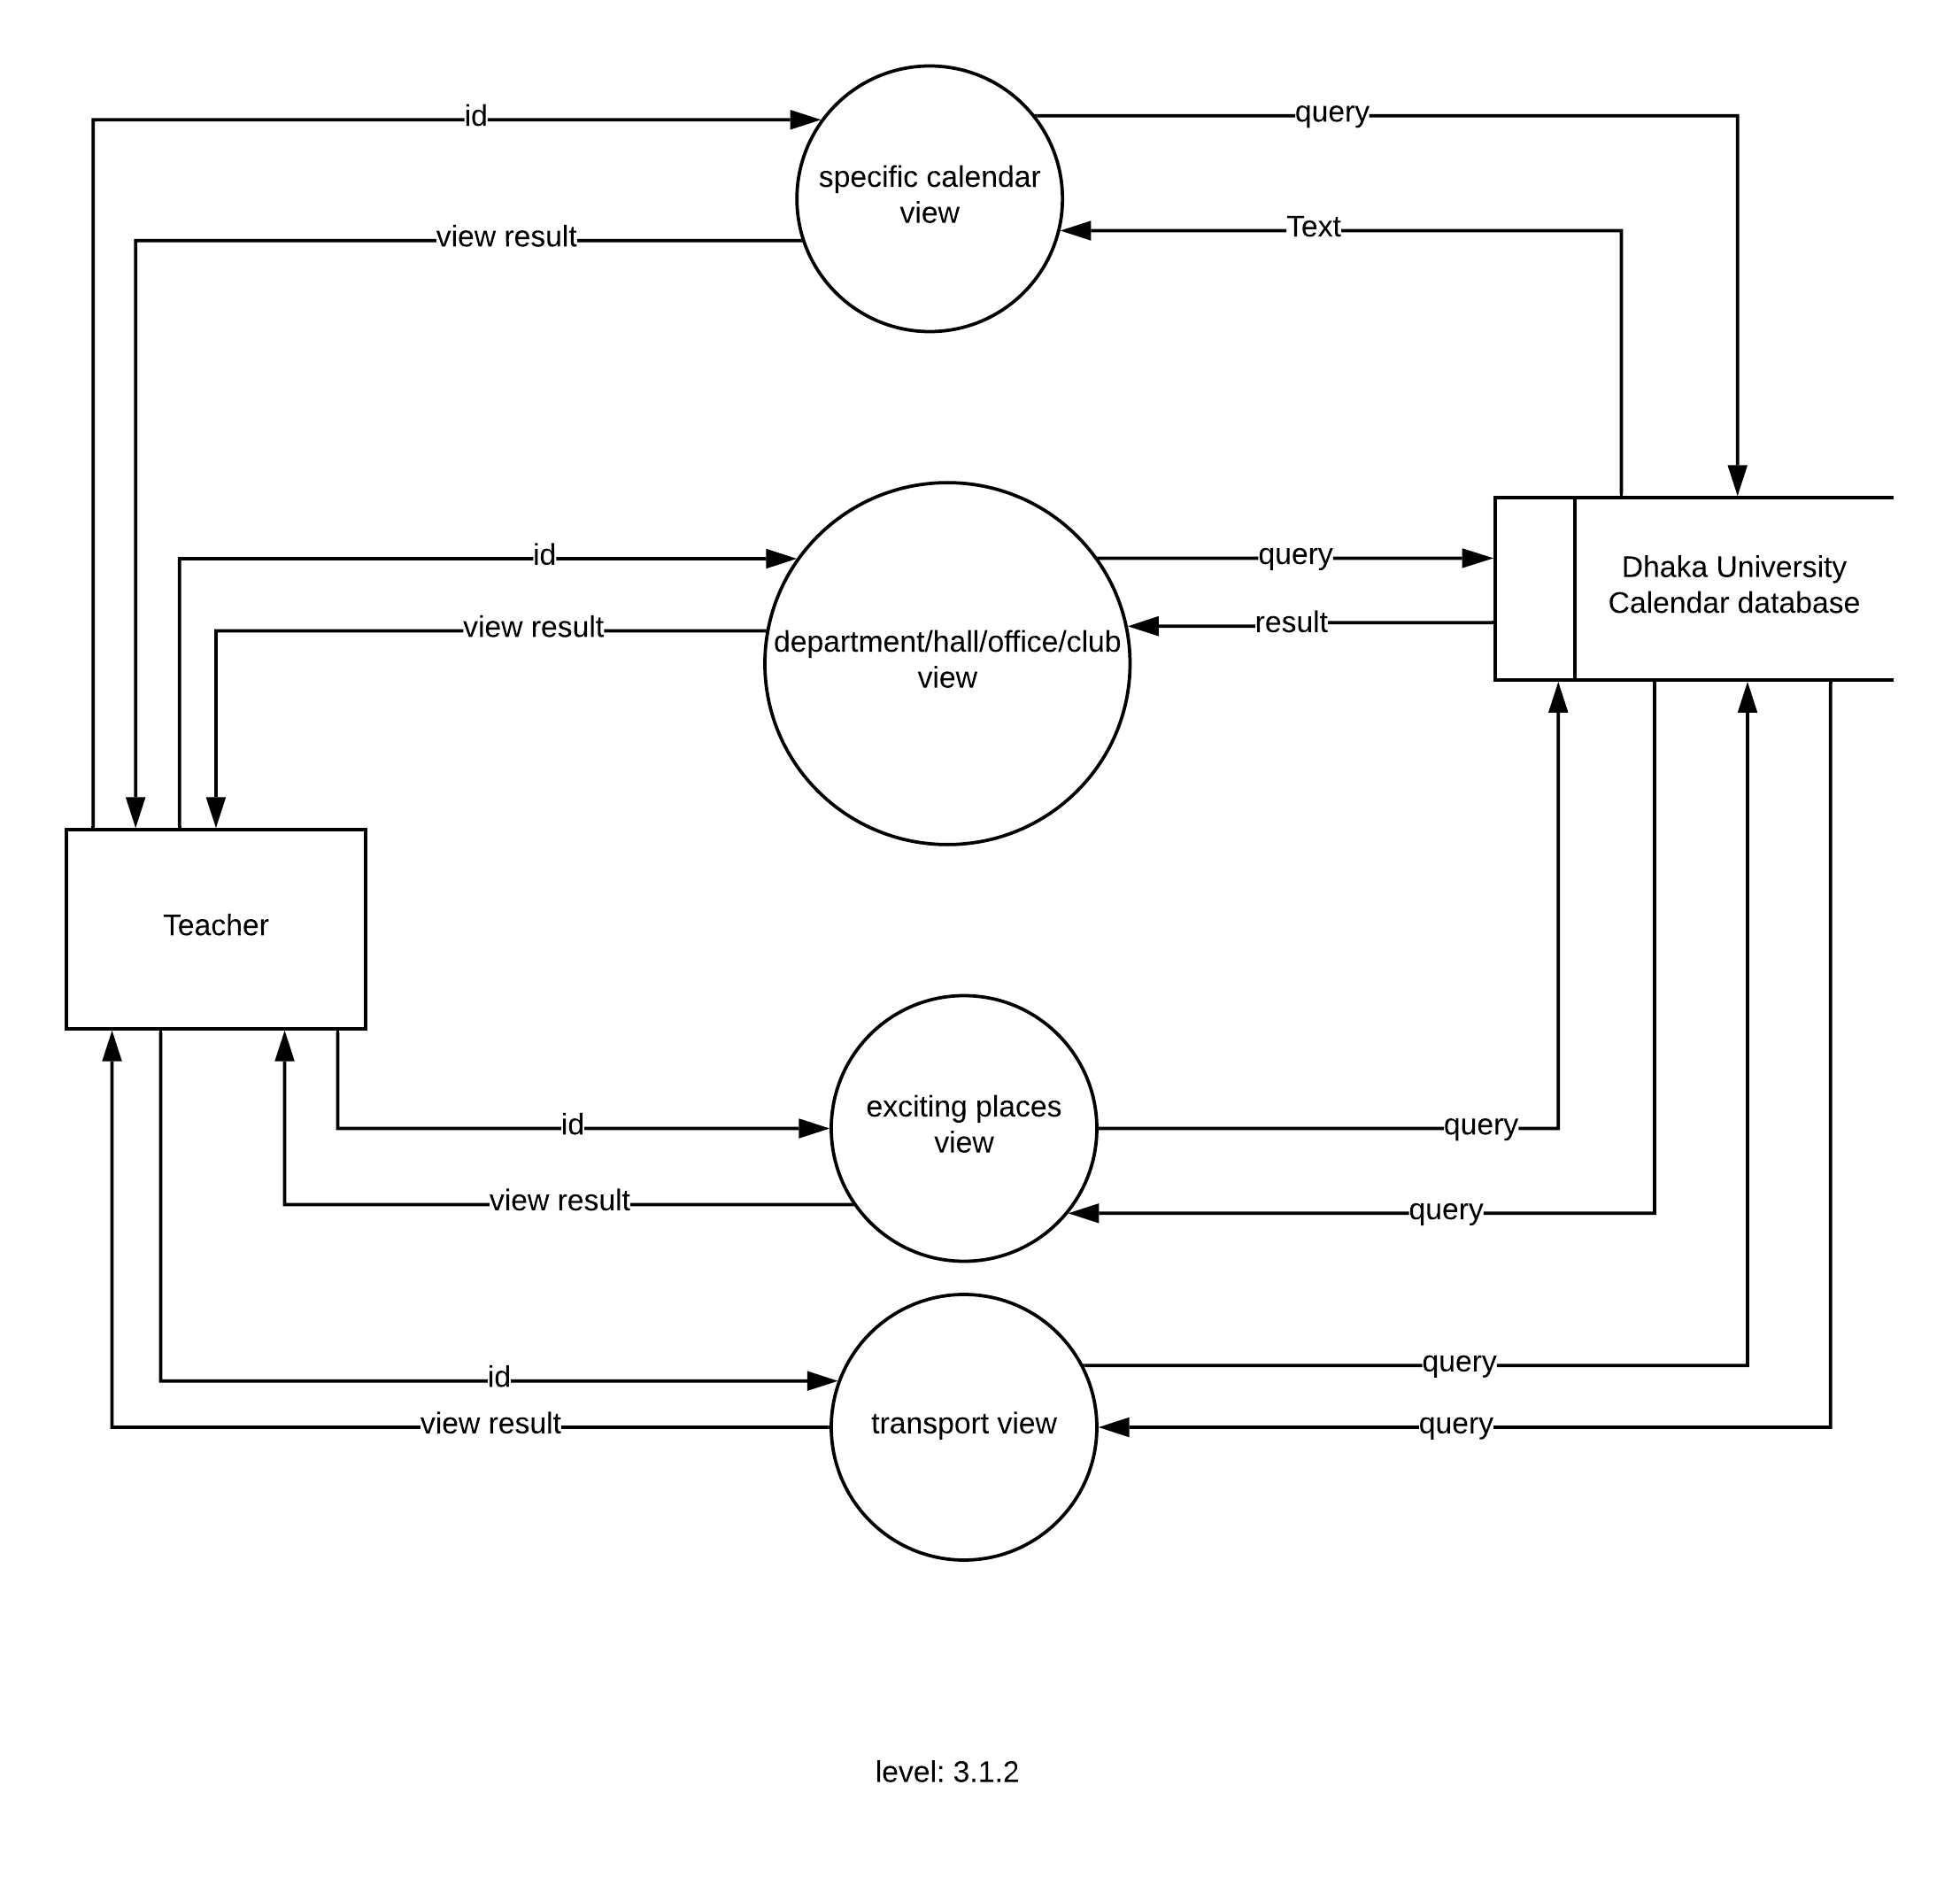 id
query
specific calendar
view
view result
Text
id
query
department/hall/office/club
view
view result
result
Dhaka University
Calendar database
Teacher
exciting places
view
id
query
view result
query
id
query
transport view
view result
query
level: 3.1.2